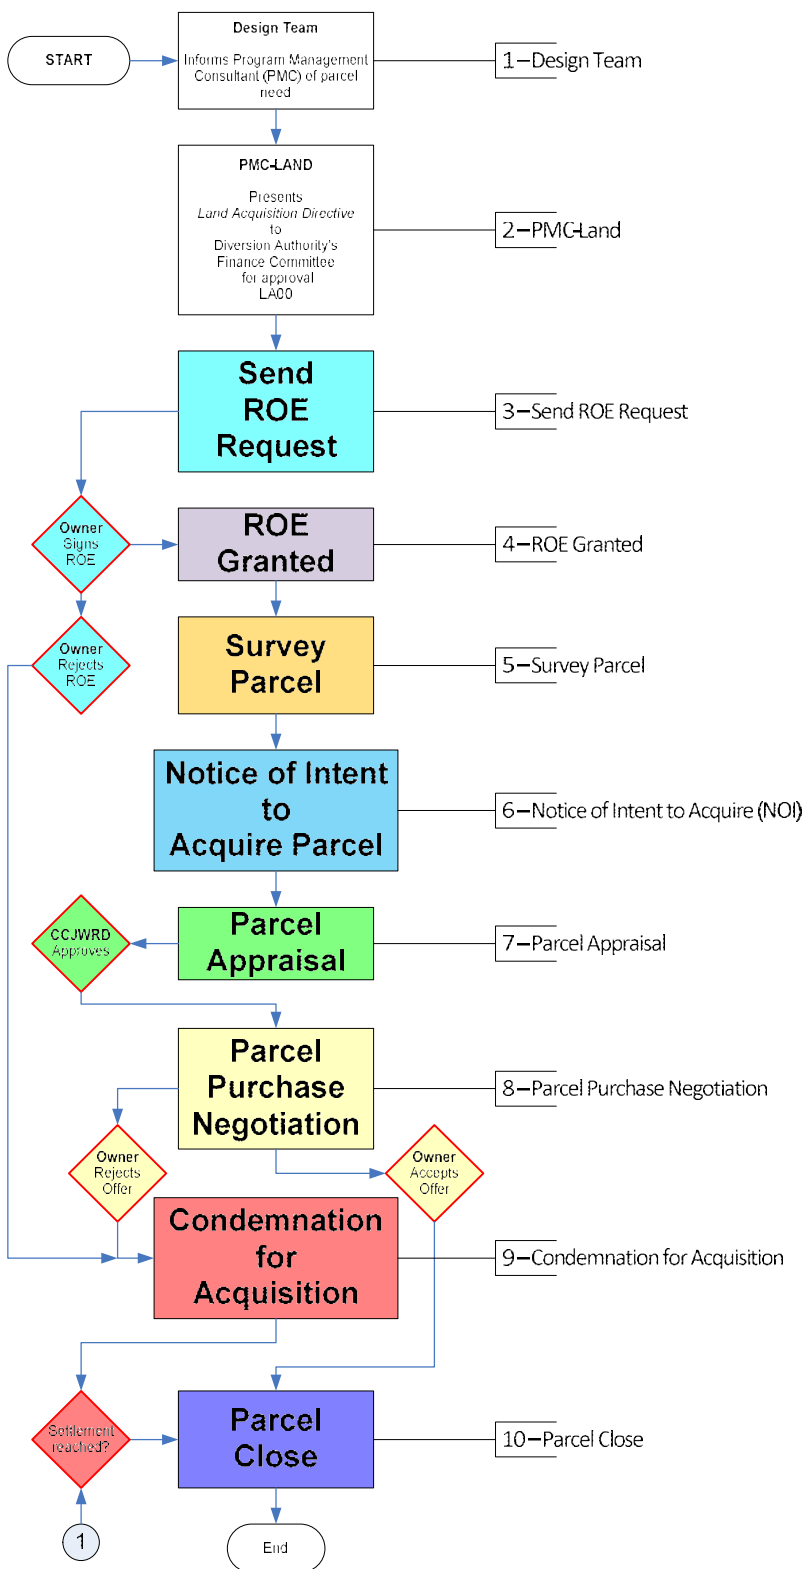 START
Design Team
Informs Program Management
Consultant (PMC) of parcel
need
1–Design Team
PMC-LAND
Presents
Land Acquisition Directive
to
Diversion Authority's
Finance Committee
for approval
LA00
2–PMC-Land
Send
ROE
Request
3–Send ROE Request
Owner
Signs
ROE
ROE
Granted
4–ROE Granted
Owner
Rejects
ROE
Survey
Parcel
5–Survey Parcel
Notice of Intent
to
Acquire Parcel
6–Notice of Intent to Acquire (NOI)
CCJWRD
Approves
Parcel
Appraisal
7–Parcel Appraisal
Parcel
Purchase
Negotiation
8–Parcel Purchase Negotiation
Owner
Rejects
Offer
Owner
Accepts
Offer
Condemnation
for
Acquisition
9–Condemnation for Acquisition
Settlement
reached?
Parcel
Close
10–Parcel Close
1
End